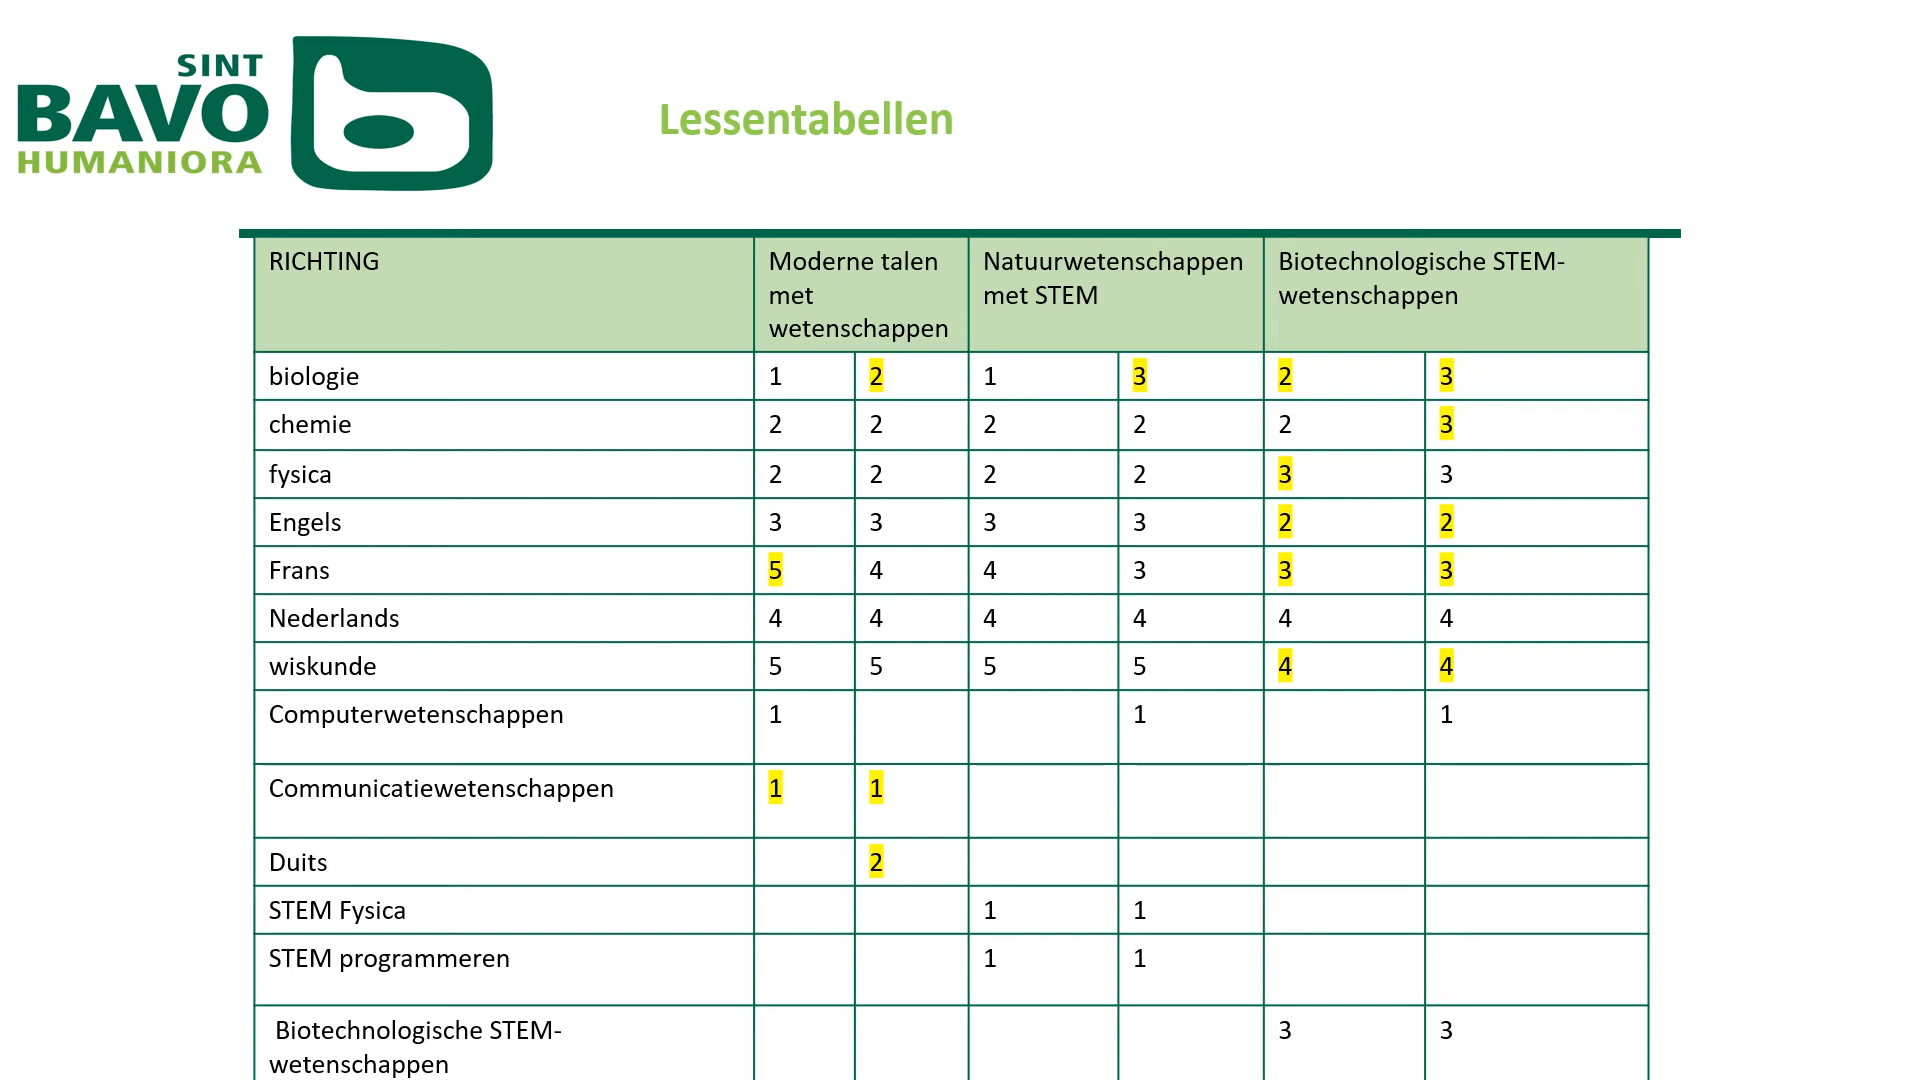 SINT
BAVO
HUMANIORA
Lessentabellen
RICHTING
Moderne talen
met
wetenschappen
Natuurwetenschappen
met STEM
Biotechnologische STEM-
wetenschappen
biologie 1 2 1 3 2 3
chemie 2 2 2 2 2 3
fysica 2 2 2 2 3 3
Engels 3 3 3 3 2 2
Frans 5 4 4 3 3 3
Nederlands 4 4 4 4 4 4
wiskunde 5 5 5 5 4 4
Computerwetenschappen 1 1 1
Communicatiewetenschappen 1 1
Duits 2
STEM Fysica 1 1
STEM programmeren 1 1
Biotechnologische STEM- 3 3
wetenschappen